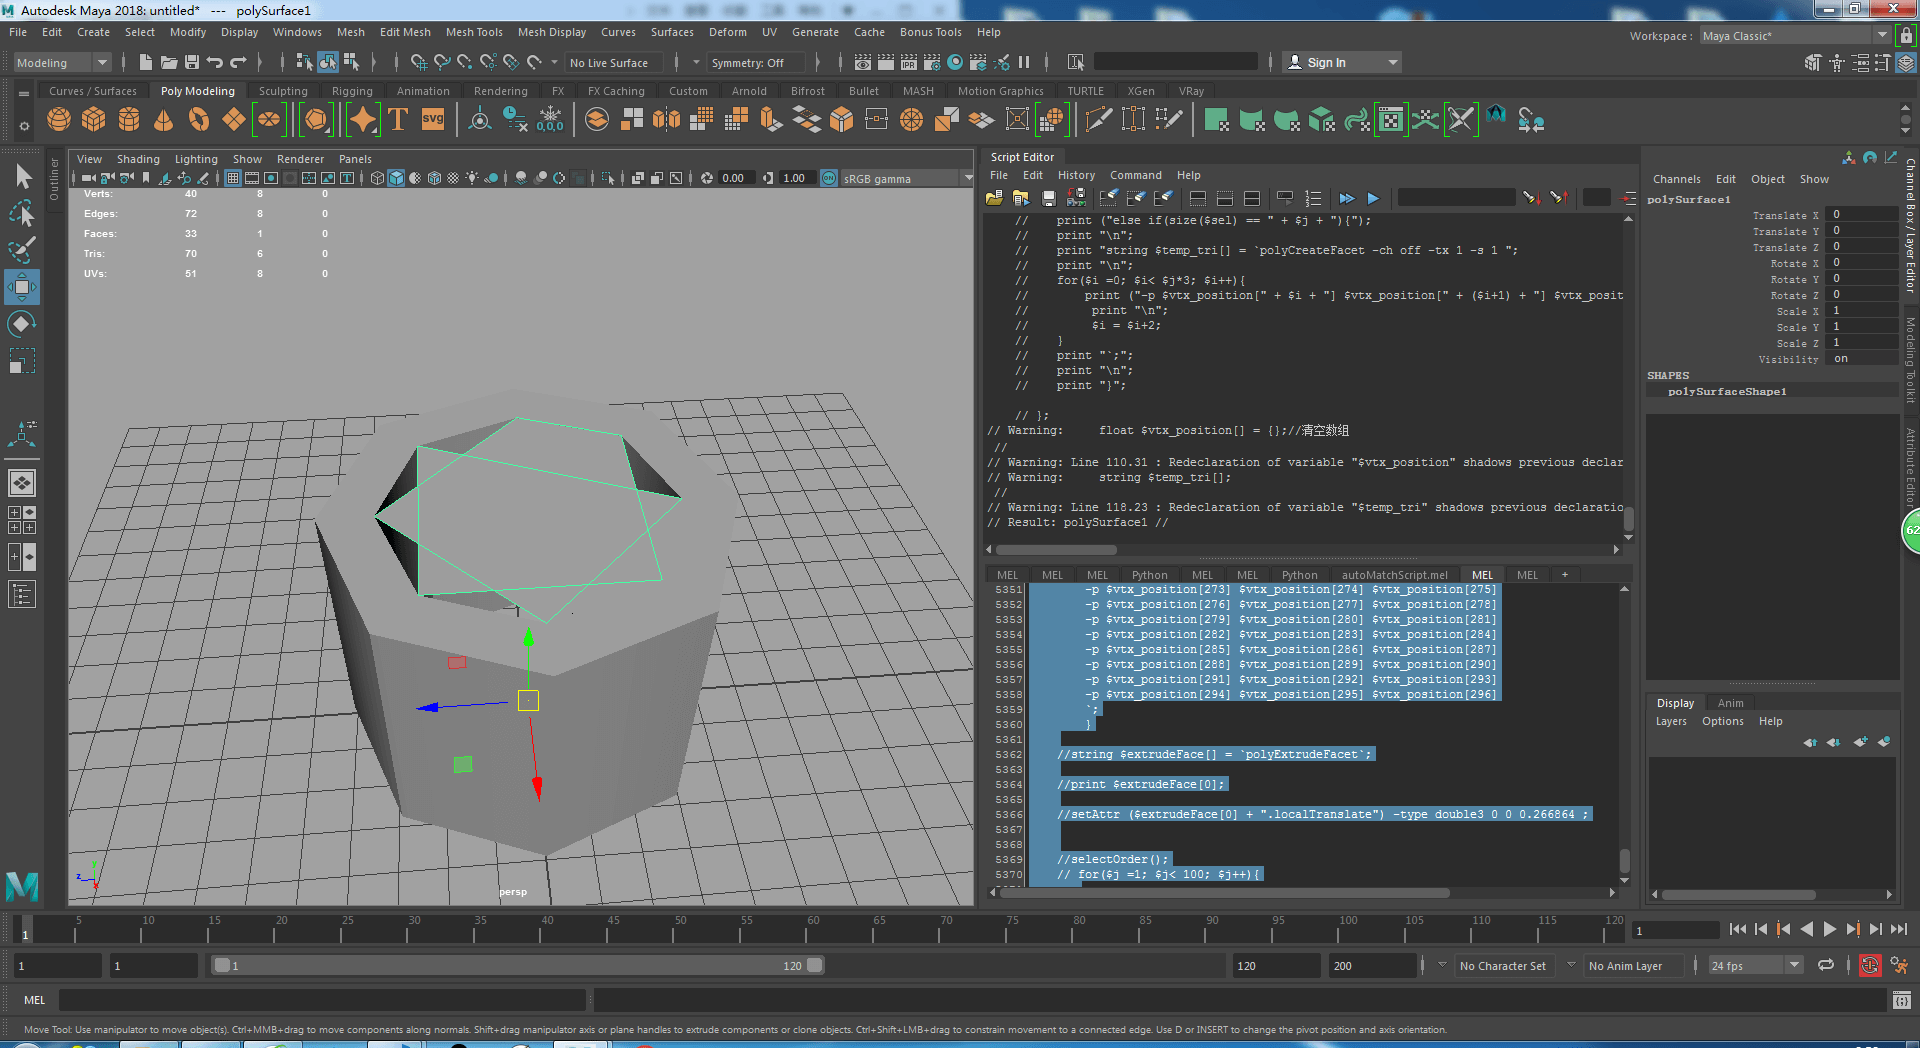 Autodesk Maya 2018: untitled*   ---   polySurface1
File Edit Create Select Modify Display Windows Mesh Edit Mesh Mesh Tools Mesh Display Curves Surfaces Deform UV Generate Cache Bonus Tools Help
Workspace : Maya Classic*
Modeling
No Live Surface
Symmetry: Off
Sign In
Curves / Surfaces Poly Modeling Sculpting Rigging Animation Rendering FX FX Caching Custom Arnold Bifrost Bullet MASH Motion Graphics TURTLE XGen VRay
T svg 0,0,0
View Shading Lighting Show Renderer Panels
0.00 1.00 ON sRGB gamma
Outliner
Verts: 40 8 0
Edges: 72 8 0
Faces: 33 1 0
Tris: 70 6 0
UVs: 51 8 0
persp
Script Editor
File Edit History Command Help
//    print ("else if(size($sel) == " + $j + "){");
//    print "\n";
//    print "string $temp_tri[] = `polyCreateFacet -ch off -tx 1 -s 1 ";
//    print "\n";
//    for($i =0; $i< $j*3; $i++){
//        print ("-p $vtx_position[" + $i + "] $vtx_position[" + ($i+1) + "] $vtx_posit
//         print "\n";
//         $i = $i+2;
//    }
//    print "`;";
//    print "\n";
//    print "}";
// };
// Warning:     float $vtx_position[] = {};//清空数组
//
// Warning: Line 110.31 : Redeclaration of variable "$vtx_position" shadows previous declar
// Warning:     string $temp_tri[];
//
// Warning: Line 118.23 : Redeclaration of variable "$temp_tri" shadows previous declaratio
// Result: polySurface1 //
MEL MEL MEL Python MEL MEL Python autoMatchScript.mel MEL MEL +
5351 -p $vtx_position[273] $vtx_position[274] $vtx_position[275]
5352 -p $vtx_position[276] $vtx_position[277] $vtx_position[278]
5353 -p $vtx_position[279] $vtx_position[280] $vtx_position[281]
5354 -p $vtx_position[282] $vtx_position[283] $vtx_position[284]
5355 -p $vtx_position[285] $vtx_position[286] $vtx_position[287]
5356 -p $vtx_position[288] $vtx_position[289] $vtx_position[290]
5357 -p $vtx_position[291] $vtx_position[292] $vtx_position[293]
5358 -p $vtx_position[294] $vtx_position[295] $vtx_position[296]
5359 `;
5360 }
5361
5362 //string $extrudeFace[] = `polyExtrudeFacet`;
5363
5364 //print $extrudeFace[0];
5365
5366 //setAttr ($extrudeFace[0] + ".localTranslate") -type double3 0 0 0.266864 ;
5367
5368
5369 //selectOrder();
5370 // for($j =1; $j< 100; $j++){
Channels Edit Object Show
polySurface1
Translate X 0
Translate Y 0
Translate Z 0
Rotate X 0
Rotate Y 0
Rotate Z 0
Scale X 1
Scale Y 1
Scale Z 1
Visibility on
SHAPES
polySurfaceShape1
Channel Box / Layer Editor
Modeling Toolkit
Attribute Editor
62
Display Anim
Layers Options Help
5 10 15 20 25 30 35 40 45 50 55 60 65 70 75 80 85 90 95 100 105 110 115 120
1
1
1 1 1 120 120 200 No Character Set No Anim Layer 24 fps
MEL
Move Tool: Use manipulator to move object(s). Ctrl+MMB+drag to move components along normals. Shift+drag manipulator axis or plane handles to extrude components or clone objects. Ctrl+Shift+LMB+drag to constrain movement to a connected edge. Use D or INSERT to change the pivot position and axis orientation.